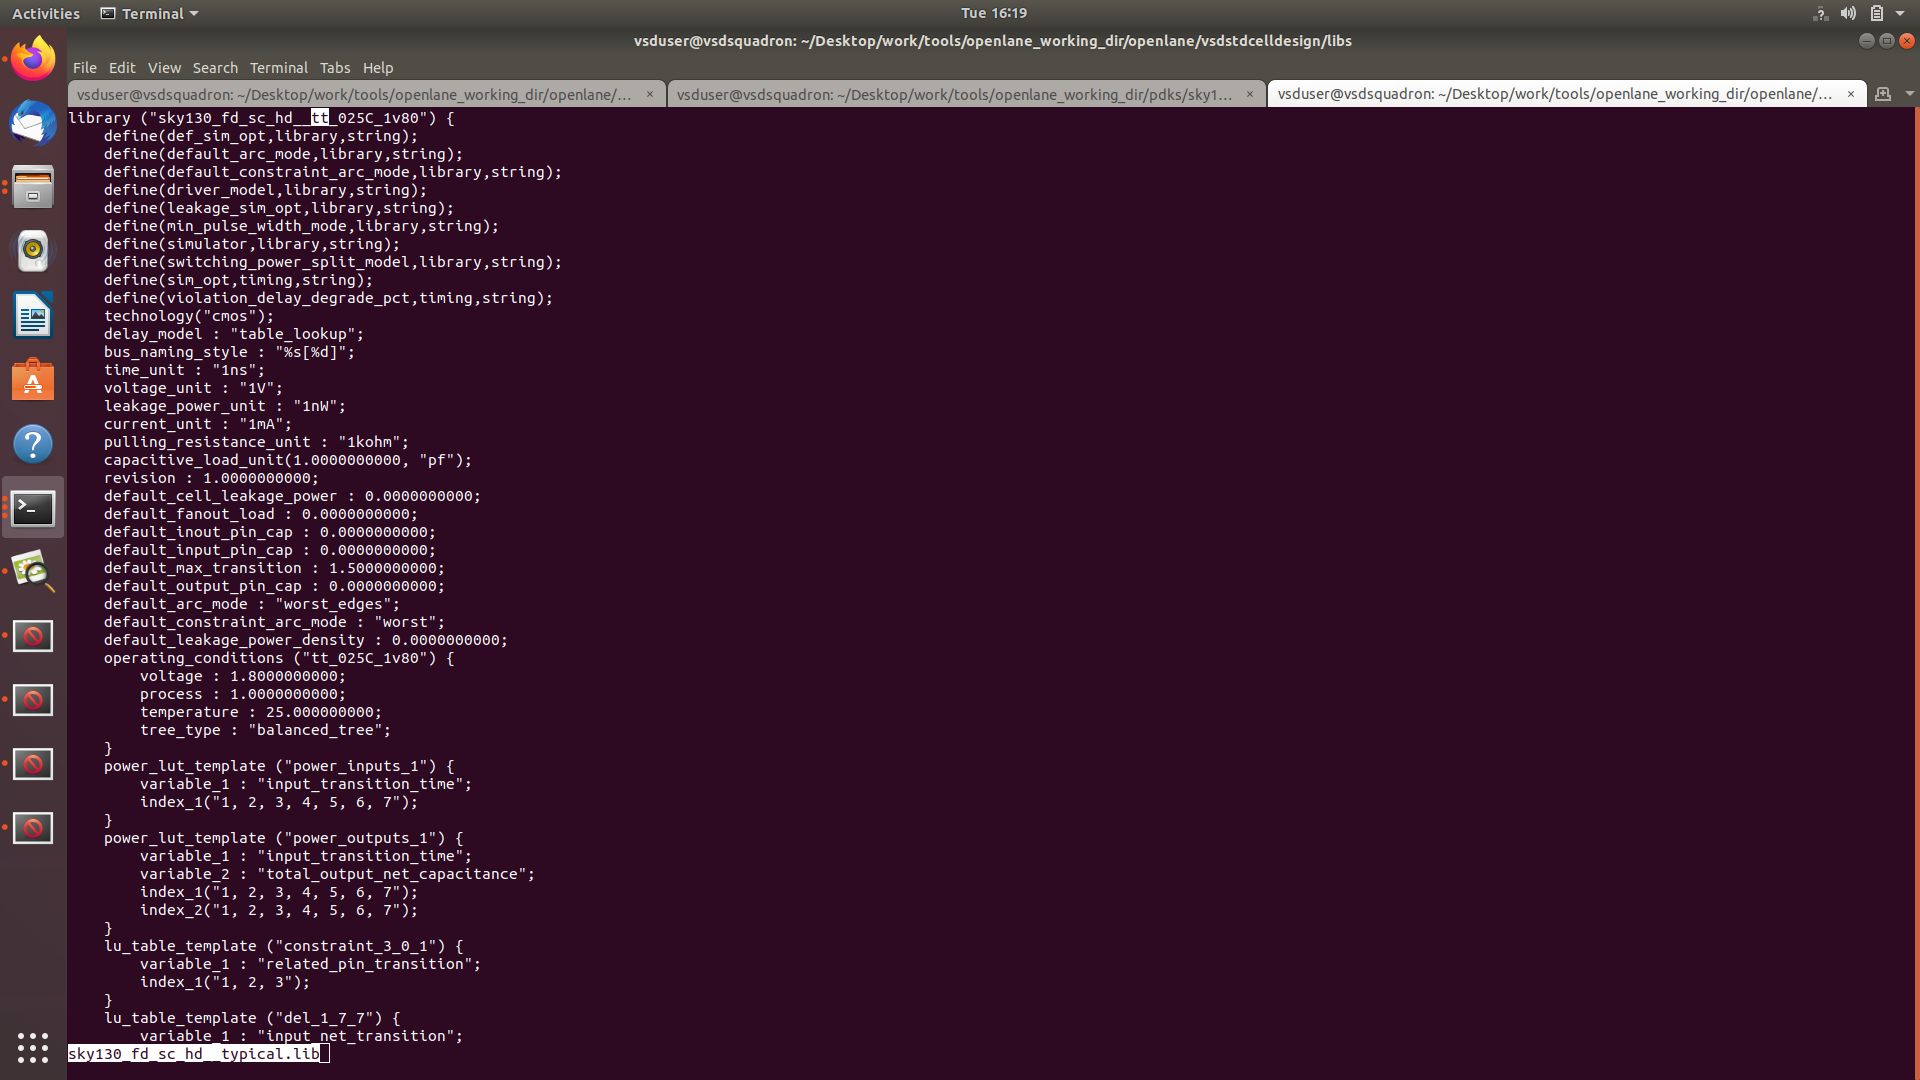 Activities
Terminal
Tue 16:19
vsduser@vsdsquadron: ~/Desktop/work/tools/openlane_working_dir/openlane/vsdstdcelldesign/libs
File Edit View Search Terminal Tabs Help
vsduser@vsdsquadron: ~/Desktop/work/tools/openlane_working_dir/openlane/...
vsduser@vsdsquadron: ~/Desktop/work/tools/openlane_working_dir/pdks/sky1...
vsduser@vsdsquadron: ~/Desktop/work/tools/openlane_working_dir/openlane/...
library ("sky130_fd_sc_hd__tt_025C_1v80") {
    define(def_sim_opt,library,string);
    define(default_arc_mode,library,string);
    define(default_constraint_arc_mode,library,string);
    define(driver_model,library,string);
    define(leakage_sim_opt,library,string);
    define(min_pulse_width_mode,library,string);
    define(simulator,library,string);
    define(switching_power_split_model,library,string);
    define(sim_opt,timing,string);
    define(violation_delay_degrade_pct,timing,string);
    technology("cmos");
    delay_model : "table_lookup";
    bus_naming_style : "%s[%d]";
    time_unit : "1ns";
    voltage_unit : "1V";
    leakage_power_unit : "1nW";
    current_unit : "1mA";
    pulling_resistance_unit : "1kohm";
    capacitive_load_unit(1.0000000000, "pf");
    revision : 1.0000000000;
    default_cell_leakage_power : 0.0000000000;
    default_fanout_load : 0.0000000000;
    default_inout_pin_cap : 0.0000000000;
    default_input_pin_cap : 0.0000000000;
    default_max_transition : 1.5000000000;
    default_output_pin_cap : 0.0000000000;
    default_arc_mode : "worst_edges";
    default_constraint_arc_mode : "worst";
    default_leakage_power_density : 0.0000000000;
    operating_conditions ("tt_025C_1v80") {
        voltage : 1.8000000000;
        process : 1.0000000000;
        temperature : 25.000000000;
        tree_type : "balanced_tree";
    }
    power_lut_template ("power_inputs_1") {
        variable_1 : "input_transition_time";
        index_1("1, 2, 3, 4, 5, 6, 7");
    }
    power_lut_template ("power_outputs_1") {
        variable_1 : "input_transition_time";
        variable_2 : "total_output_net_capacitance";
        index_1("1, 2, 3, 4, 5, 6, 7");
        index_2("1, 2, 3, 4, 5, 6, 7");
    }
    lu_table_template ("constraint_3_0_1") {
        variable_1 : "related_pin_transition";
        index_1("1, 2, 3");
    }
    lu_table_template ("del_1_7_7") {
        variable_1 : "input_net_transition";
sky130_fd_sc_hd__typical.lib